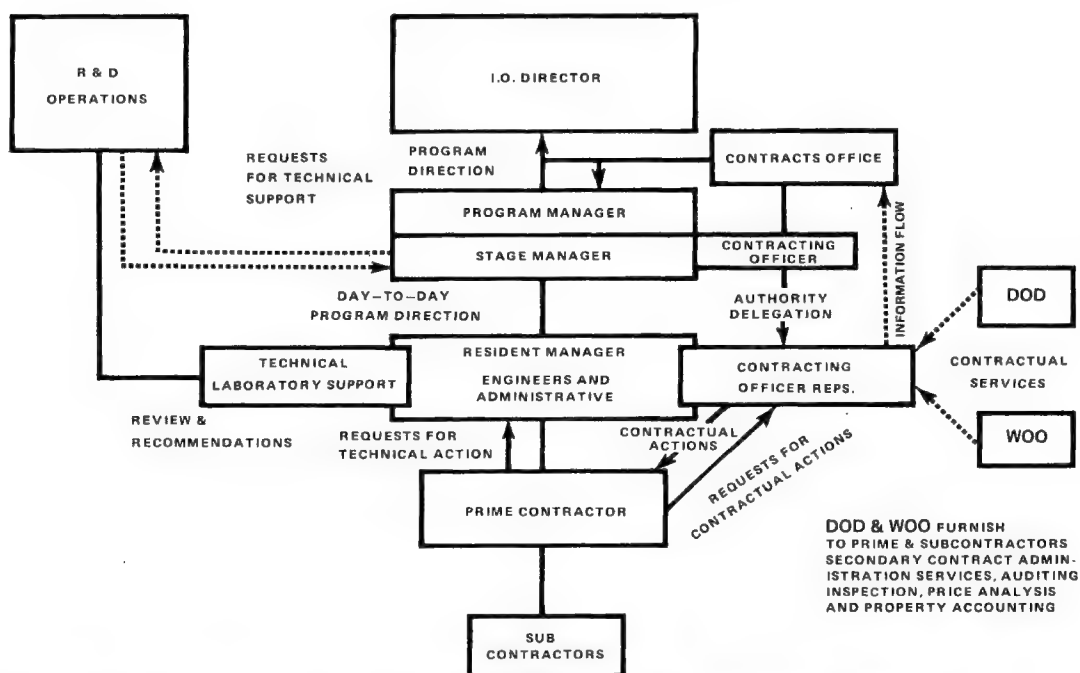 R & D
OPERATIONS
I.O. DIRECTOR
REQUESTS
FOR TECHNICAL
SUPPORT
PROGRAM
DIRECTION
CONTRACTS OFFICE
PROGRAM MANAGER
STAGE MANAGER
CONTRACTING
OFFICER
INFORMATION FLOW
DAY-TO-DAY
PROGRAM DIRECTION
AUTHORITY
DELEGATION
DOD
TECHNICAL
LABORATORY SUPPORT
RESIDENT MANAGER
ENGINEERS AND
ADMINISTRATIVE
CONTRACTING
OFFICER REPS.
CONTRACTUAL
SERVICES
REVIEW &
RECOMMENDATIONS
REQUESTS FOR
TECHNICAL ACTION
CONTRACTUAL
ACTIONS
REQUESTS FOR
CONTRACTUAL ACTIONS
WOO
PRIME CONTRACTOR
DOD & WOO FURNISH
TO PRIME & SUBCONTRACTORS
SECONDARY CONTRACT ADMIN-
ISTRATION SERVICES, AUDITING
INSPECTION, PRICE ANALYSIS
AND PROPERTY ACCOUNTING
SUB
CONTRACTORS